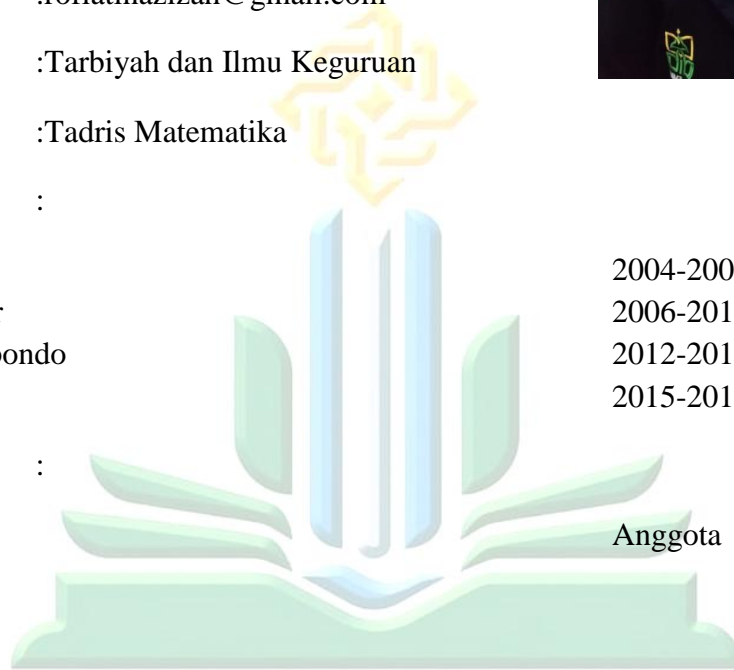 :Tarbiyah dan Ilmu Keguruan
:Tadris Matematika
:
2004-200
r 2006-201
bondo 2012-201
2015-201
:
Anggota